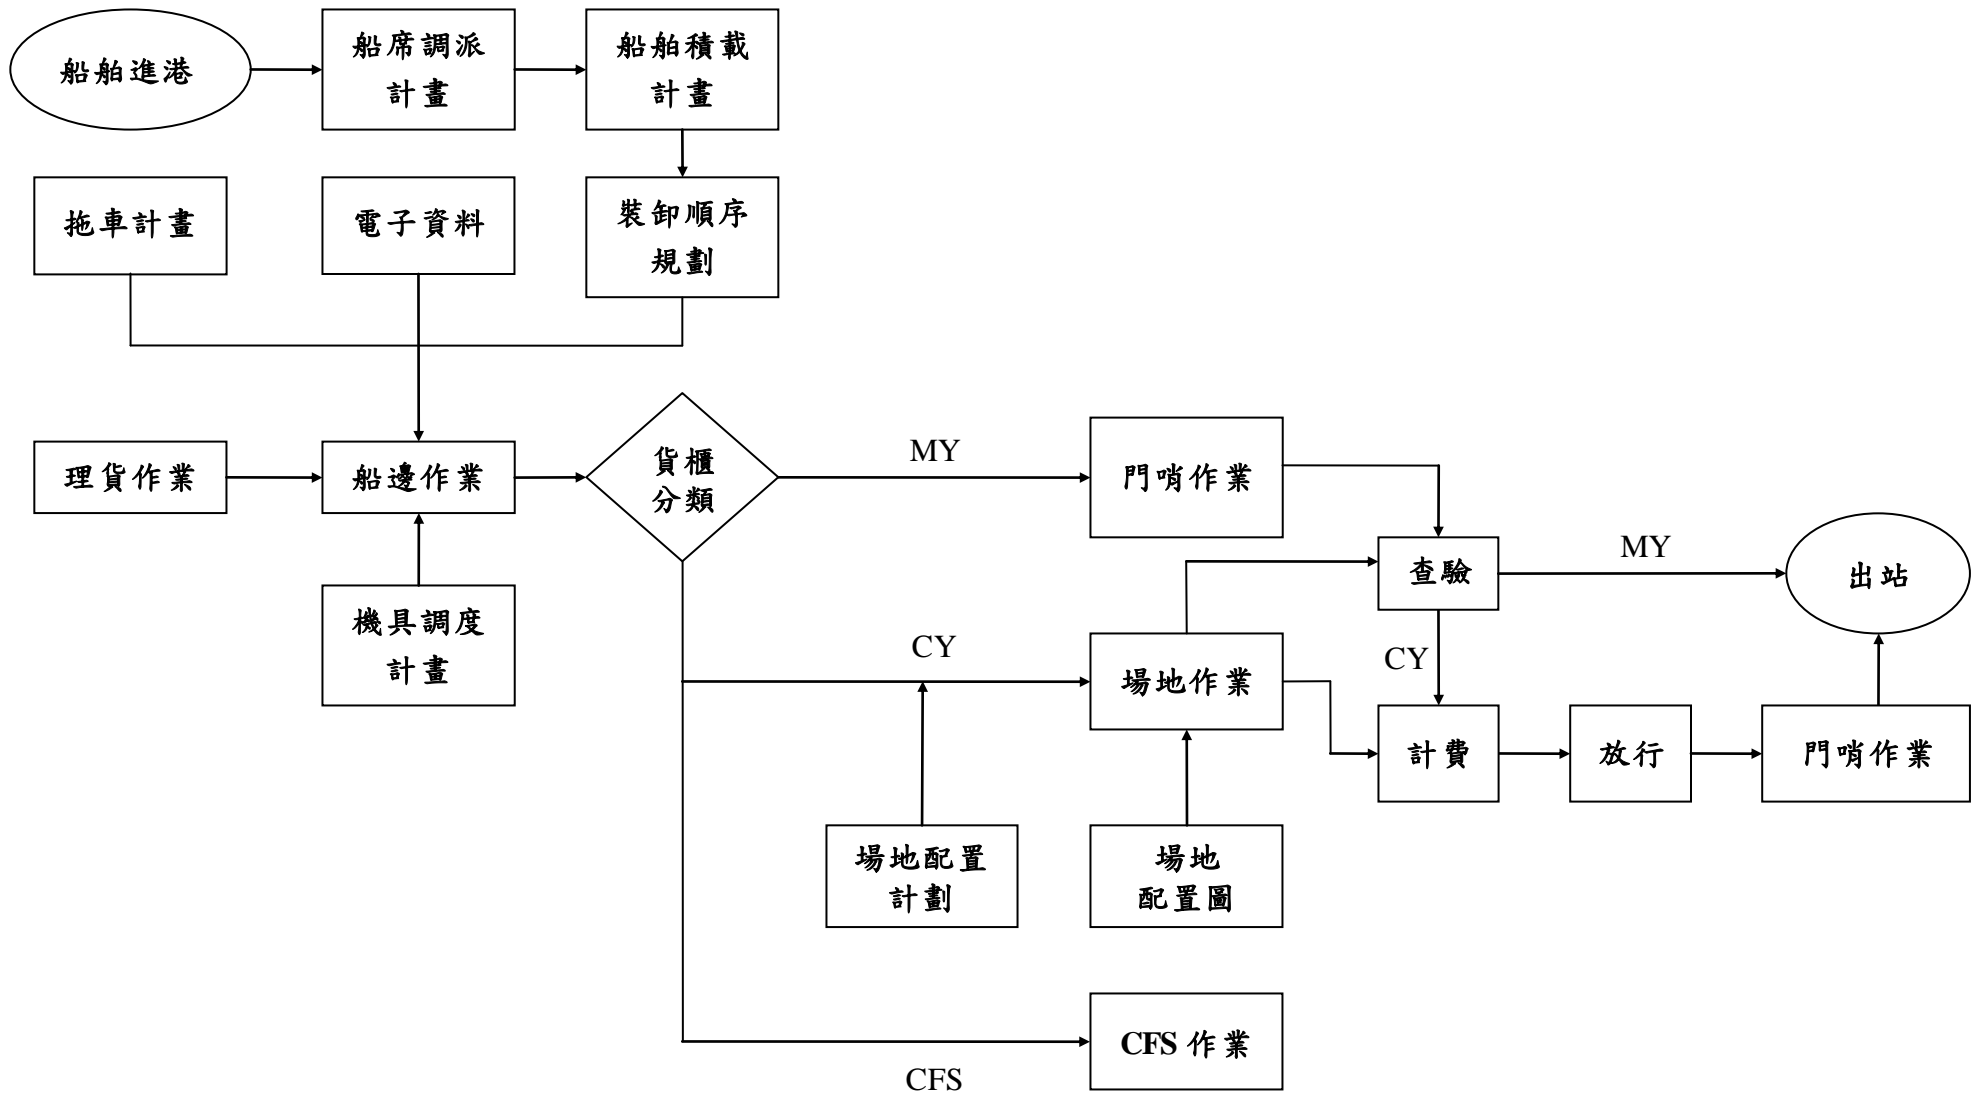 船舶進港
船席調派
計畫
船舶積載
計畫
拖車計畫
電子資料
裝卸順序
規劃
理貨作業
船邊作業
貨櫃
分類
MY
門哨作業
機具調度
計畫
查驗
MY
出站
CY
場地作業
CY
計費
放行
門哨作業
場地配置
計劃
場地
配置圖
CFS 作業
CFS